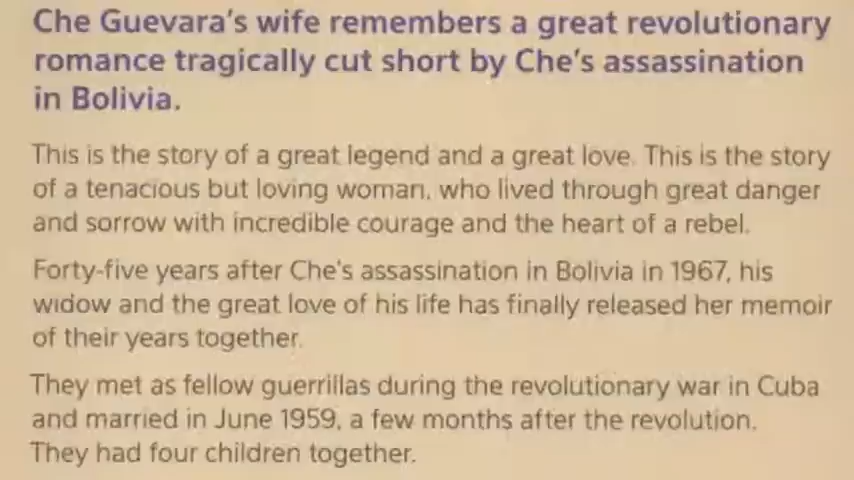 Che Guevara's wife remembers a great revolutionary
romance tragically cut short by Che's assassination
in Bolivia.
This is the story of a great legend and a great love. This is the story
of a tenacious but loving woman, who lived through great danger
and sorrow with incredible courage and the heart of a rebel.
Forty-five years after Che's assassination in Bolivia in 1967, his
widow and the great love of his life has finally released her memoir
of their years together.
They met as fellow guerrillas during the revolutionary war in Cuba
and married in June 1959, a few months after the revolution.
They had four children together.